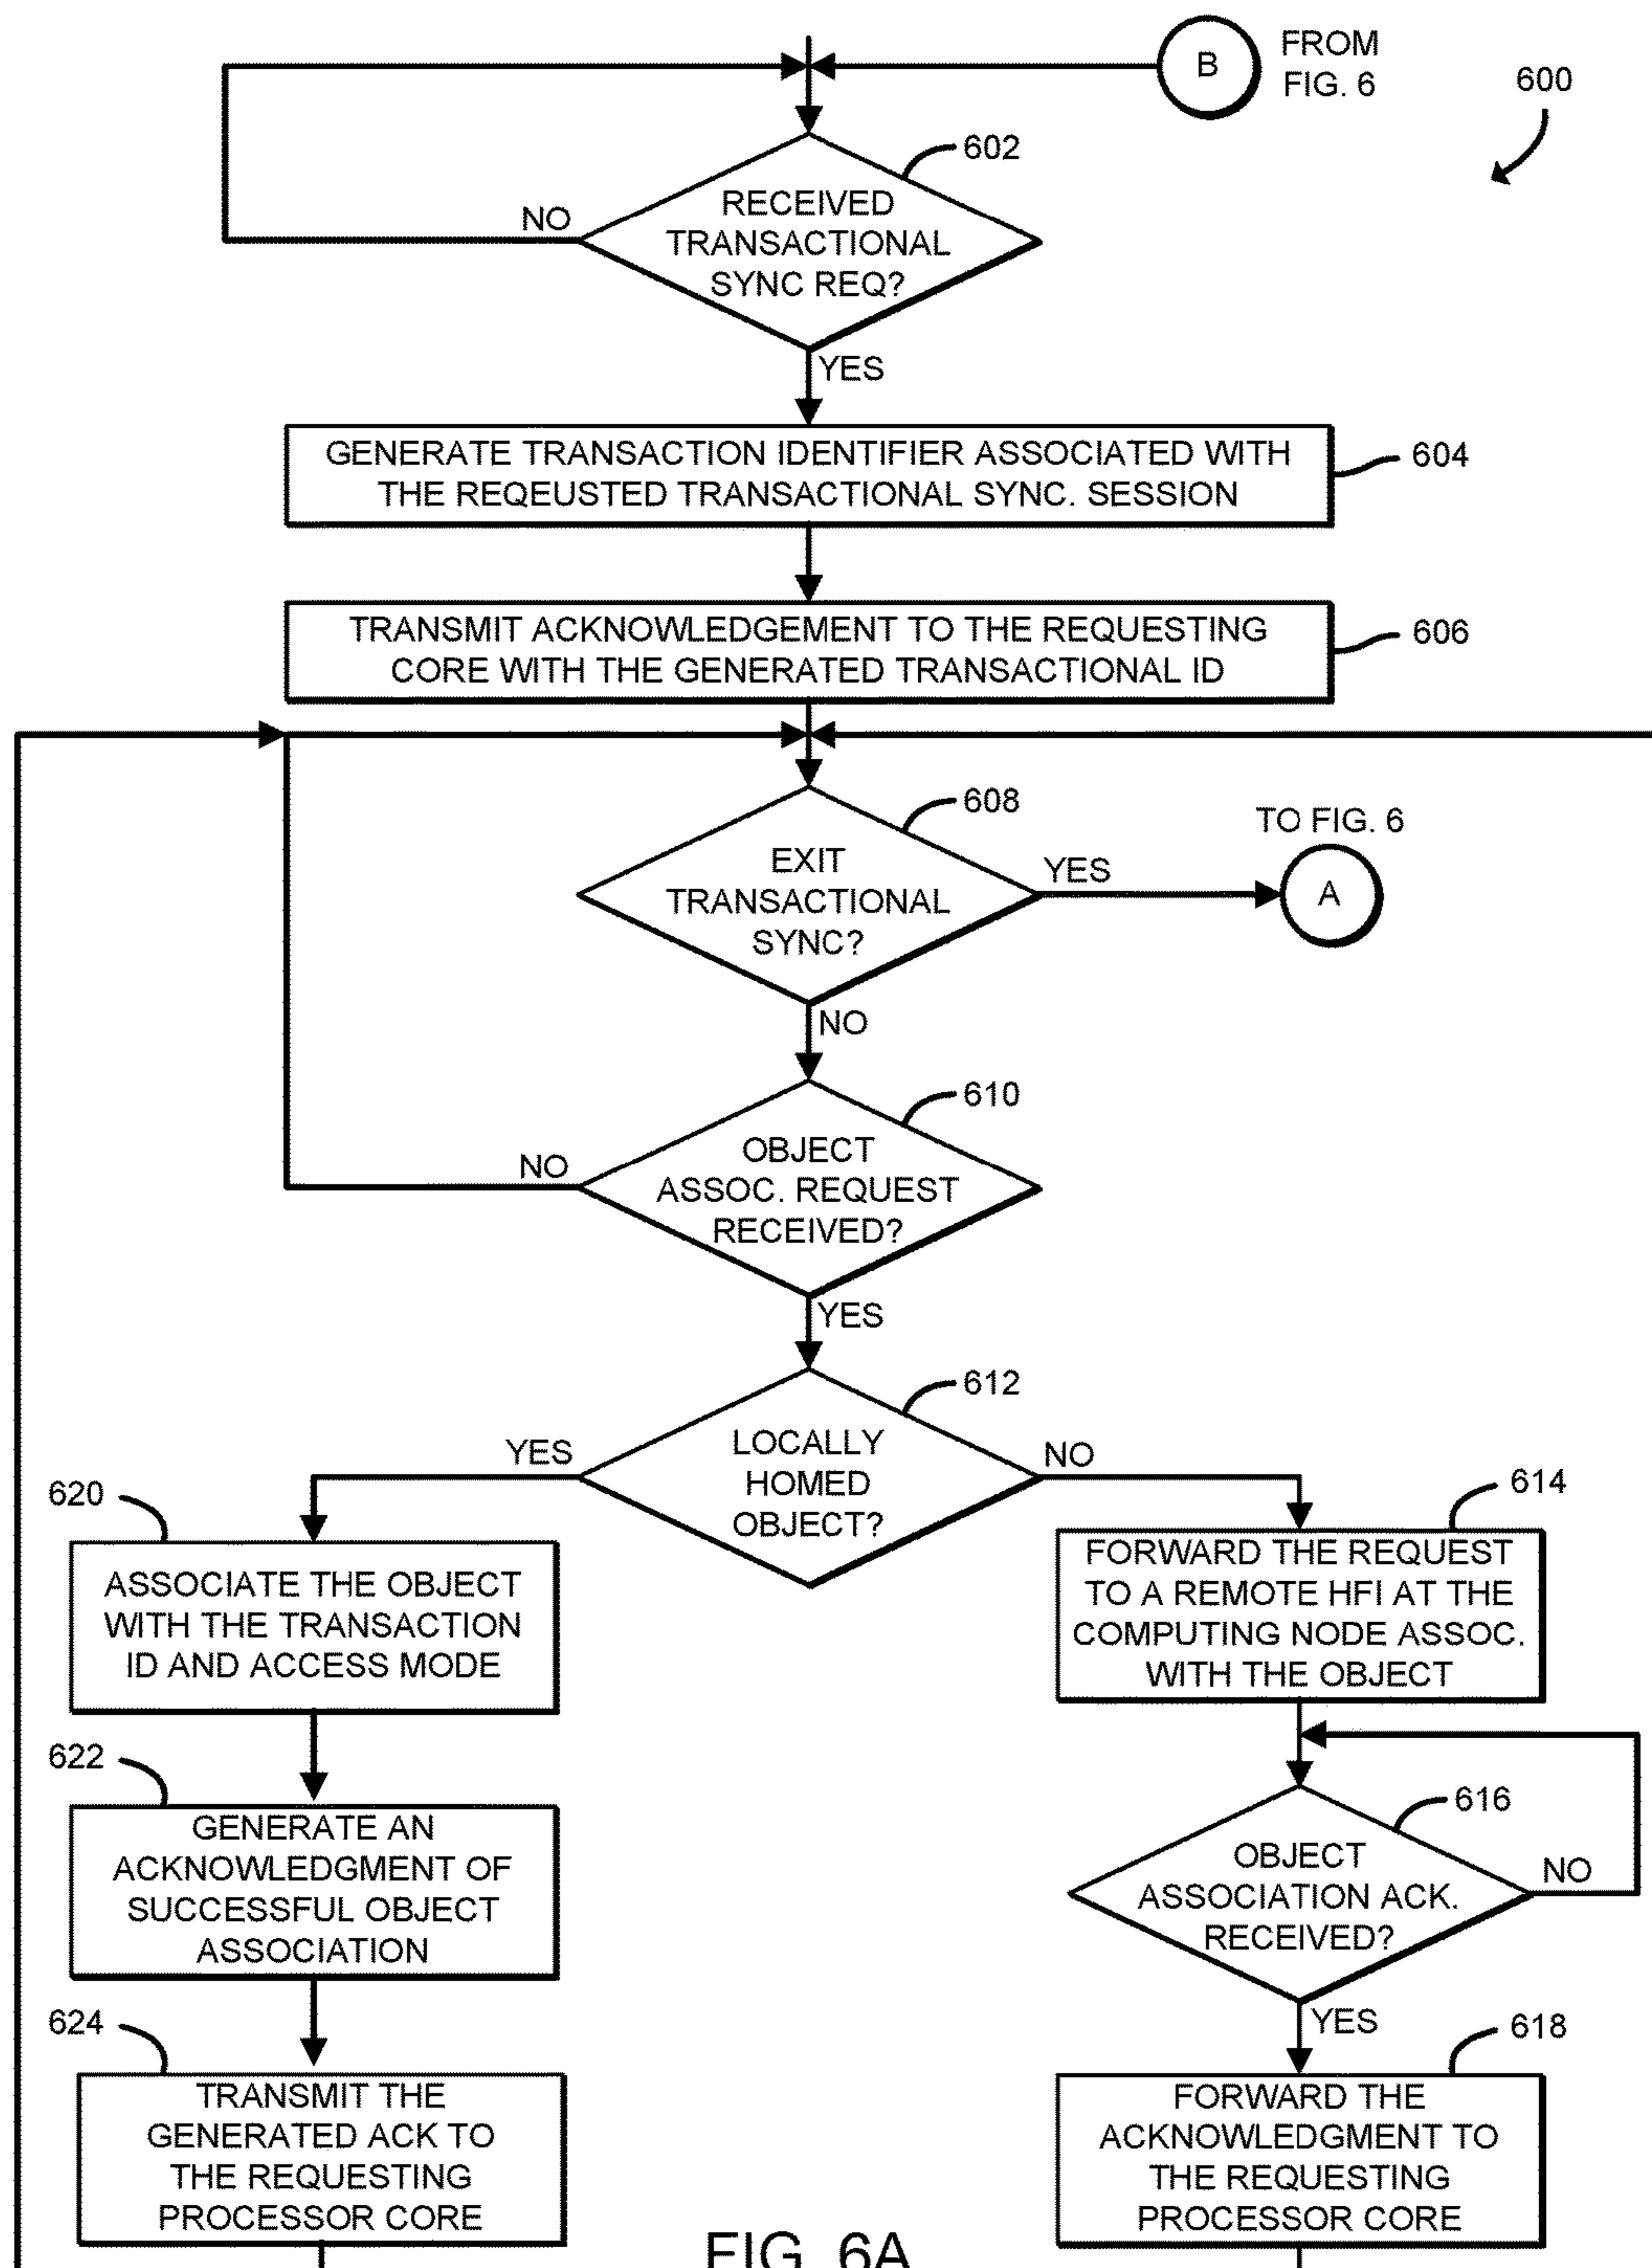 B
FROM
FIG. 6
600
602
RECEIVED
TRANSACTIONAL
SYNC REQ?
NO
YES
GENERATE TRANSACTION IDENTIFIER ASSOCIATED WITH
THE REQEUSTED TRANSACTIONAL SYNC. SESSION
604
TRANSMIT ACKNOWLEDGEMENT TO THE REQUESTING
CORE WITH THE GENERATED TRANSACTIONAL ID
606
608
EXIT
TRANSACTIONAL
SYNC?
YES
TO FIG. 6
A
NO
610
OBJECT
ASSOC. REQUEST
RECEIVED?
NO
YES
612
LOCALLY
HOMED
OBJECT?
YES
NO
620
ASSOCIATE THE OBJECT
WITH THE TRANSACTION
ID AND ACCESS MODE
614
FORWARD THE REQUEST
TO A REMOTE HFI AT THE
COMPUTING NODE ASSOC.
WITH THE OBJECT
622
GENERATE AN
ACKNOWLEDGMENT OF
SUCCESSFUL OBJECT
ASSOCIATION
616
OBJECT
ASSOCIATION ACK.
RECEIVED?
NO
YES
624
TRANSMIT THE
GENERATED ACK TO
THE REQUESTING
PROCESSOR CORE
618
FORWARD THE
ACKNOWLEDGMENT TO
THE REQUESTING
PROCESSOR CORE
FIG. 6A